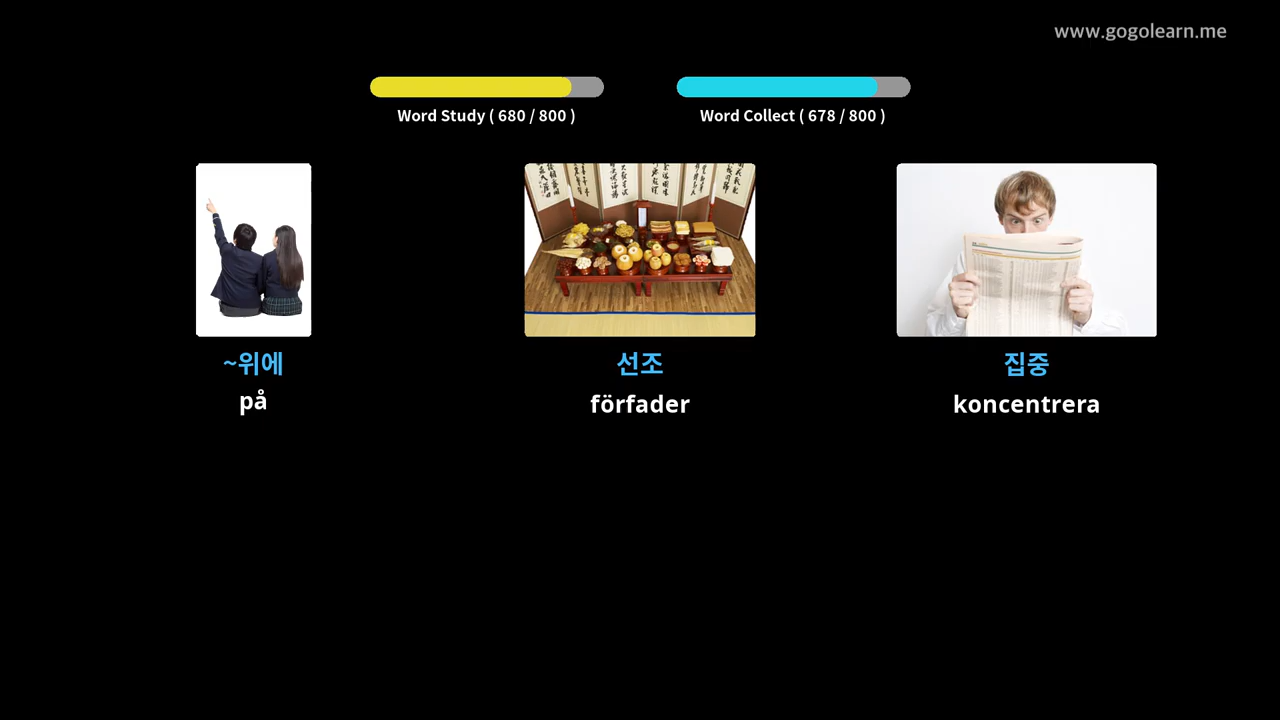 www.gogolearn.me
Word Study ( 680 / 800 )
Word Collect ( 678 / 800 )
~위에
선조
집중
på
förfader
koncentrera